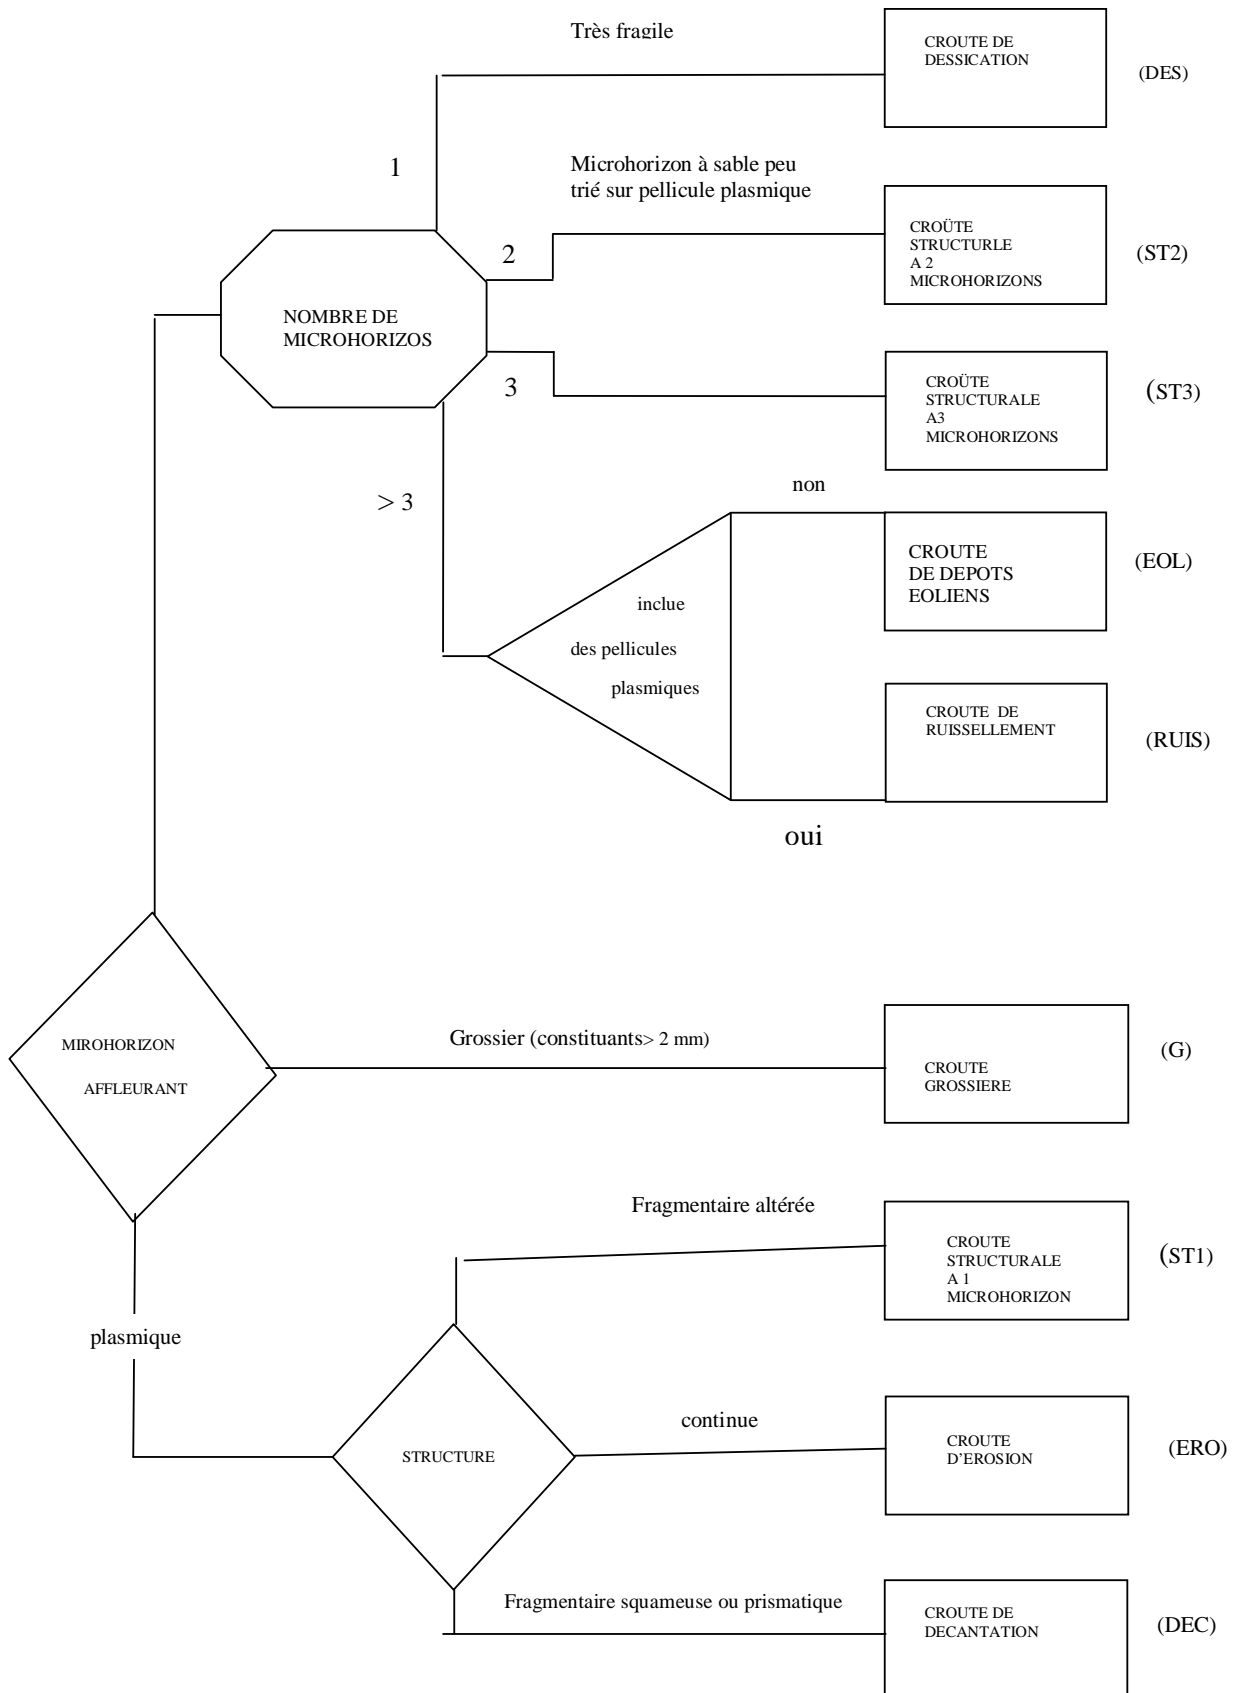 Très fragile
CROUTE DE
DESSICATION
(DES)
1
Microhorizon à sable peu
trié sur pellicule plasmique
2
CROÜTE
STRUCTURLE
A 2
MICROHORIZONS
(ST2)
NOMBRE DE
MICROHORIZOS
3
CROÜTE
STRUCTURALE
A3
MICROHORIZONS
(ST3)
> 3
non
CROUTE
DE DEPOTS
EOLIENS
(EOL)
inclue
des pellicules
plasmiques
CROUTE DE
RUISSELLEMENT
(RUIS)
oui
MIROHORIZON
AFFLEURANT
Grossier (constituants> 2 mm)
CROUTE
GROSSIERE
(G)
Fragmentaire altérée
CROUTE
STRUCTURALE
A 1
MICROHORIZON
(ST1)
plasmique
STRUCTURE
continue
CROUTE
D'EROSION
(ERO)
Fragmentaire squameuse ou prismatique
CROUTE DE
DECANTATION
(DEC)